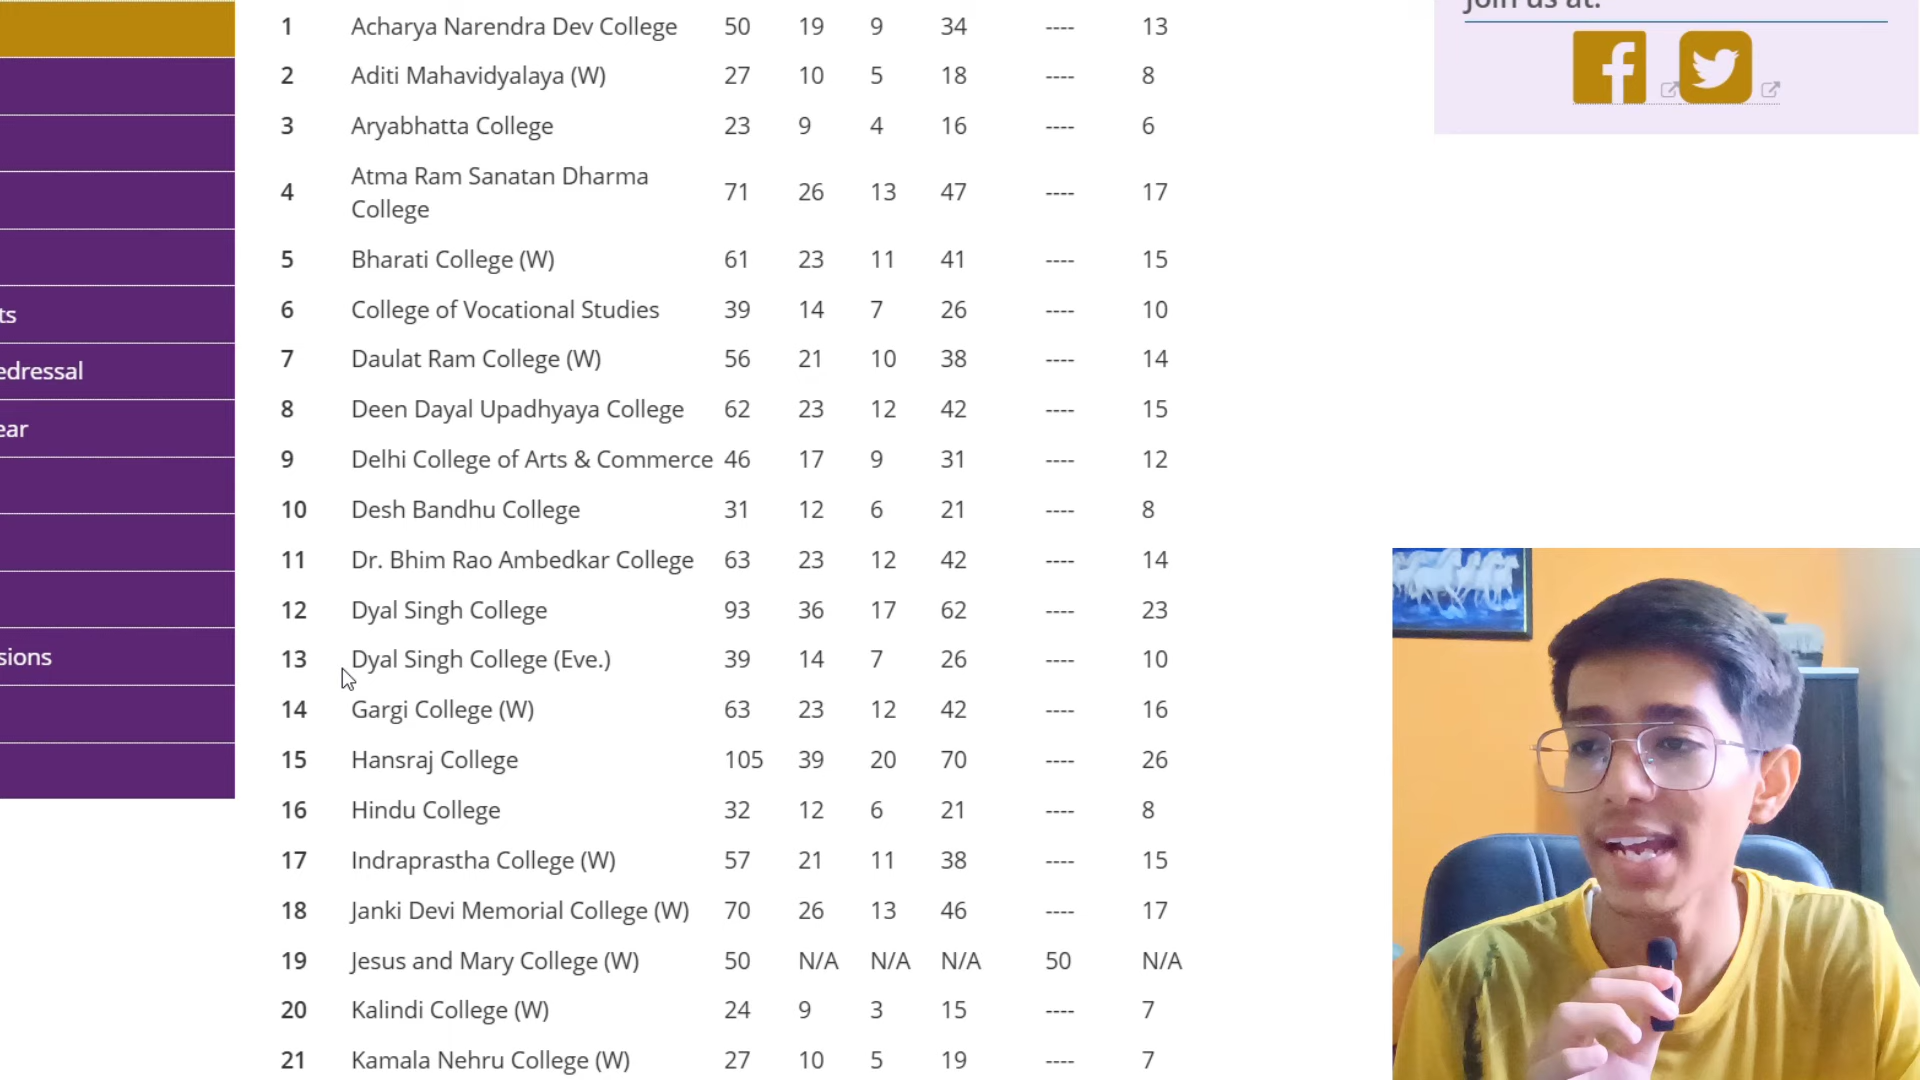 Join us at:
ts
edressal
ear
sions
1 Acharya Narendra Dev College 50 19 9 34 ---- 13
2 Aditi Mahavidyalaya (W) 27 10 5 18 ---- 8
3 Aryabhatta College 23 9 4 16 ---- 6
4 Atma Ram Sanatan Dharma
College 71 26 13 47 ---- 17
5 Bharati College (W) 61 23 11 41 ---- 15
6 College of Vocational Studies 39 14 7 26 ---- 10
7 Daulat Ram College (W) 56 21 10 38 ---- 14
8 Deen Dayal Upadhyaya College 62 23 12 42 ---- 15
9 Delhi College of Arts & Commerce 46 17 9 31 ---- 12
10 Desh Bandhu College 31 12 6 21 ---- 8
11 Dr. Bhim Rao Ambedkar College 63 23 12 42 ---- 14
12 Dyal Singh College 93 36 17 62 ---- 23
13 Dyal Singh College (Eve.) 39 14 7 26 ---- 10
14 Gargi College (W) 63 23 12 42 ---- 16
15 Hansraj College 105 39 20 70 ---- 26
16 Hindu College 32 12 6 21 ---- 8
17 Indraprastha College (W) 57 21 11 38 ---- 15
18 Janki Devi Memorial College (W) 70 26 13 46 ---- 17
19 Jesus and Mary College (W) 50 N/A N/A N/A 50 N/A
20 Kalindi College (W) 24 9 3 15 ---- 7
21 Kamala Nehru College (W) 27 10 5 19 ---- 7